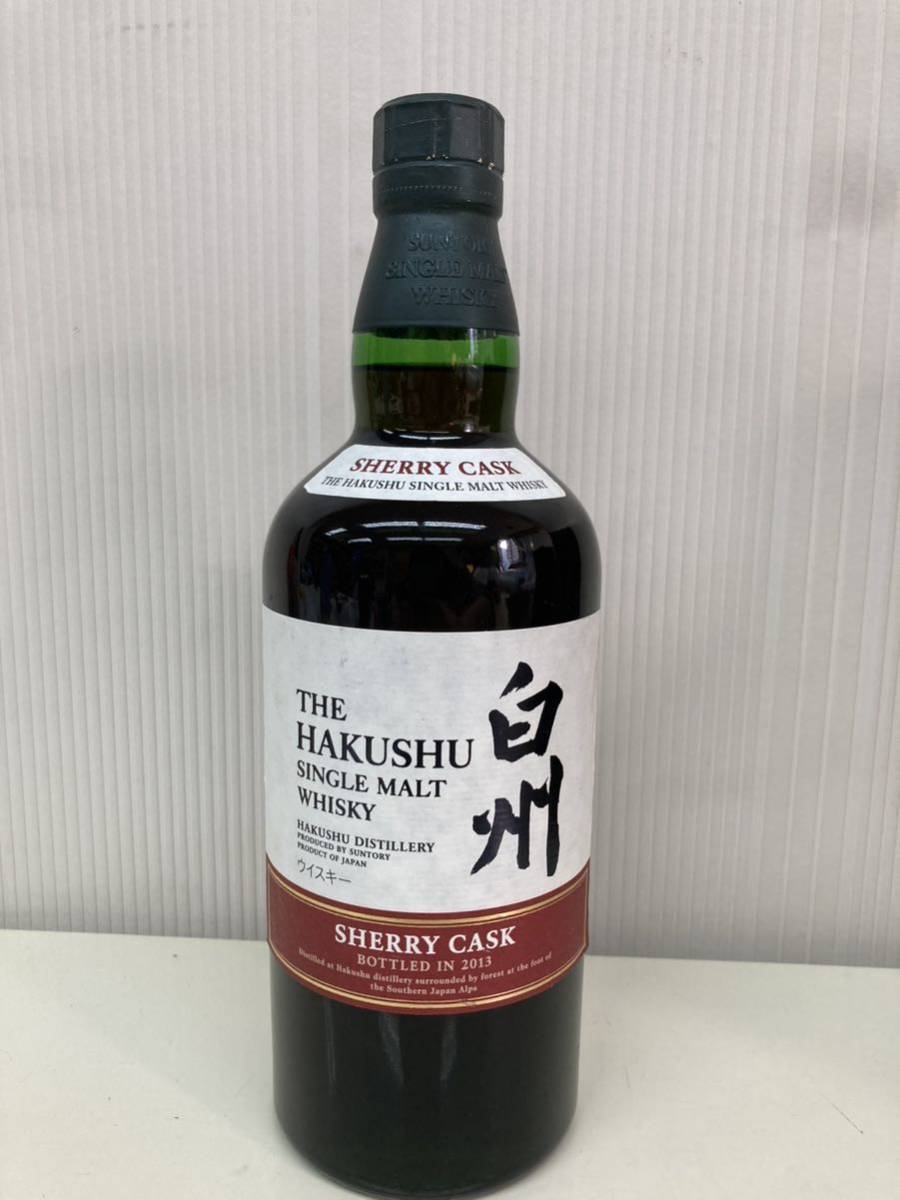 SUNTORY
SINGLE MALT
WHISKY
SHERRY CASK
THE HAKUSHU SINGLE MALT WHISKY
THE
HAKUSHU
SINGLE MALT
WHISKY
HAKUSHU DISTILLERY
PRODUCED BY SUNTORY
PRODUCT OF JAPAN
ウイスキー
白州
SHERRY CASK
BOTTLED IN 2013
Distilled at Hakushu distillery surrounded by forest at the foot of
the Southern Japan Alps